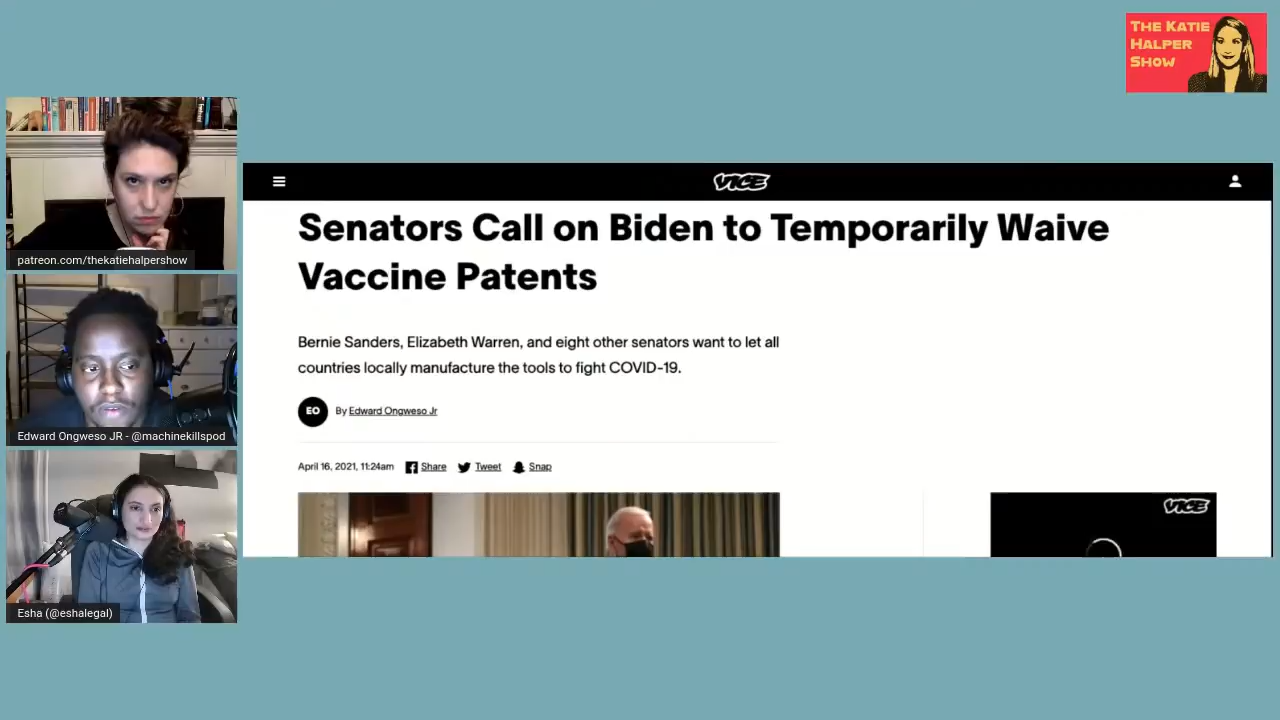 THE KATIE
HALPER
SHOW
patreon.com/thekatiehalpershow
Edward Ongweso JR - @machinekillspod
Esha (@eshalegal)
VICE
Senators Call on Biden to Temporarily Waive
Vaccine Patents
Bernie Sanders, Elizabeth Warren, and eight other senators want to let all
countries locally manufacture the tools to fight COVID-19.
EO By Edward Ongweso Jr
April 16, 2021, 11:24am Share Tweet Snap
VICE